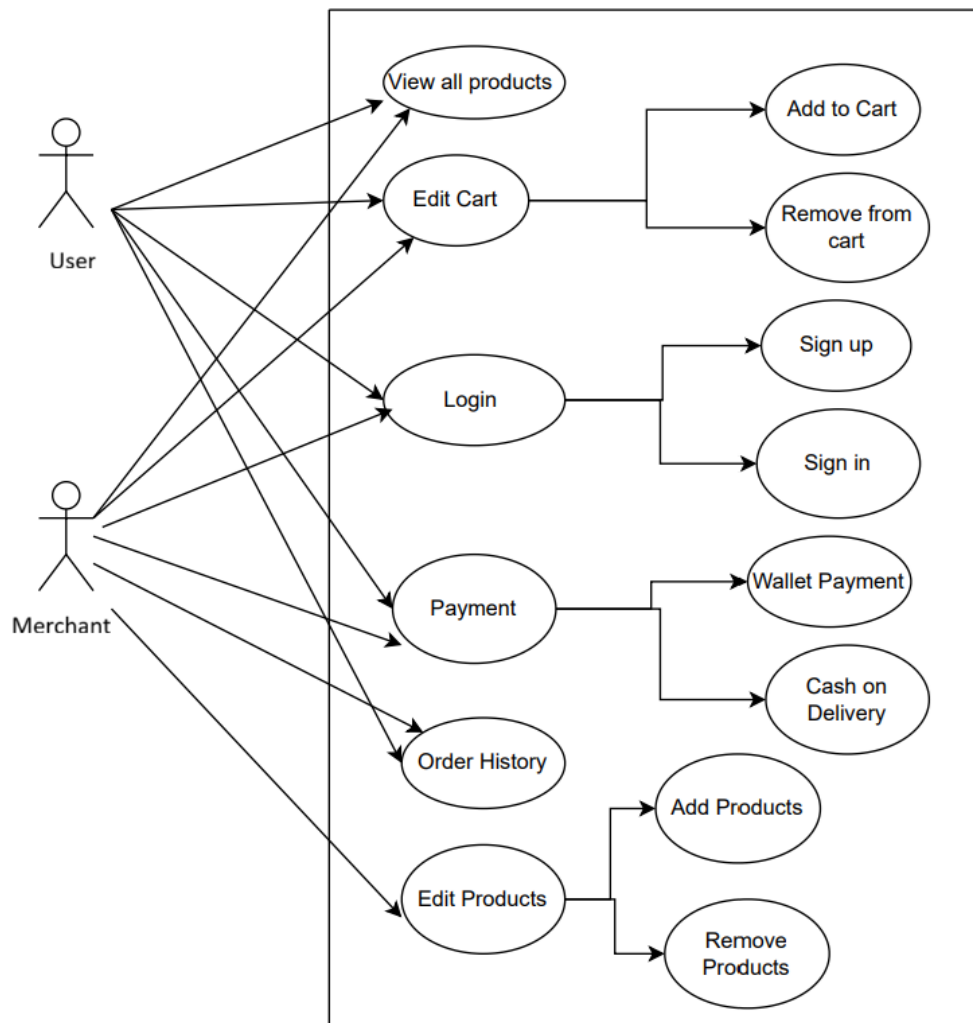 View all products
Add to Cart
User
Edit Cart
Remove from
cart
Login
Sign up
Sign in
Merchant
Payment
Wallet Payment
Cash on
Delivery
Order History
Add Products
Edit Products
Remove
Products